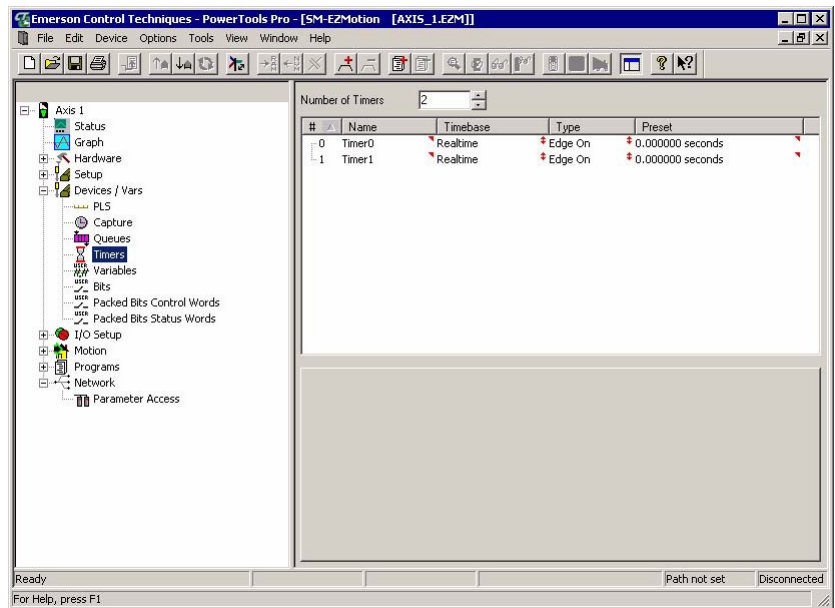 Emerson Control Techniques - PowerTools Pro - [SM-EZMotion [AXIS_1.EZM]]
File Edit Device Options Tools View Window Help
Axis 1
Status
Graph
Hardware
Setup
Devices / Vars
PLS
Capture
Queues
Timers
Variables
Bits
Packed Bits Control Words
Packed Bits Status Words
I/O Setup
Motion
Programs
Network
Parameter Access
Number of Timers 2
# Name Timebase Type Preset
0 Timer0 Realtime Edge On 0.000000 seconds
1 Timer1 Realtime Edge On 0.000000 seconds
Ready Path not set Disconnected
For Help, press F1